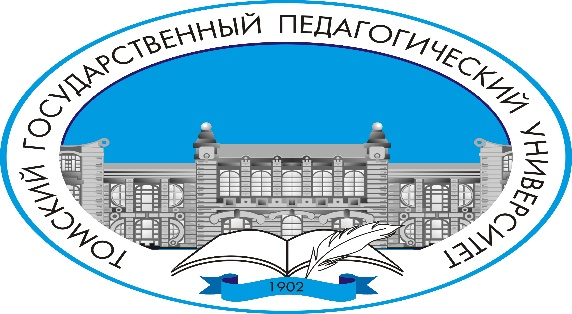 ТОМСКИЙ ГОСУДАРСТВЕННЫЙ ПЕДАГОГИЧЕСКИЙ УНИВЕРСИТЕТ
1902